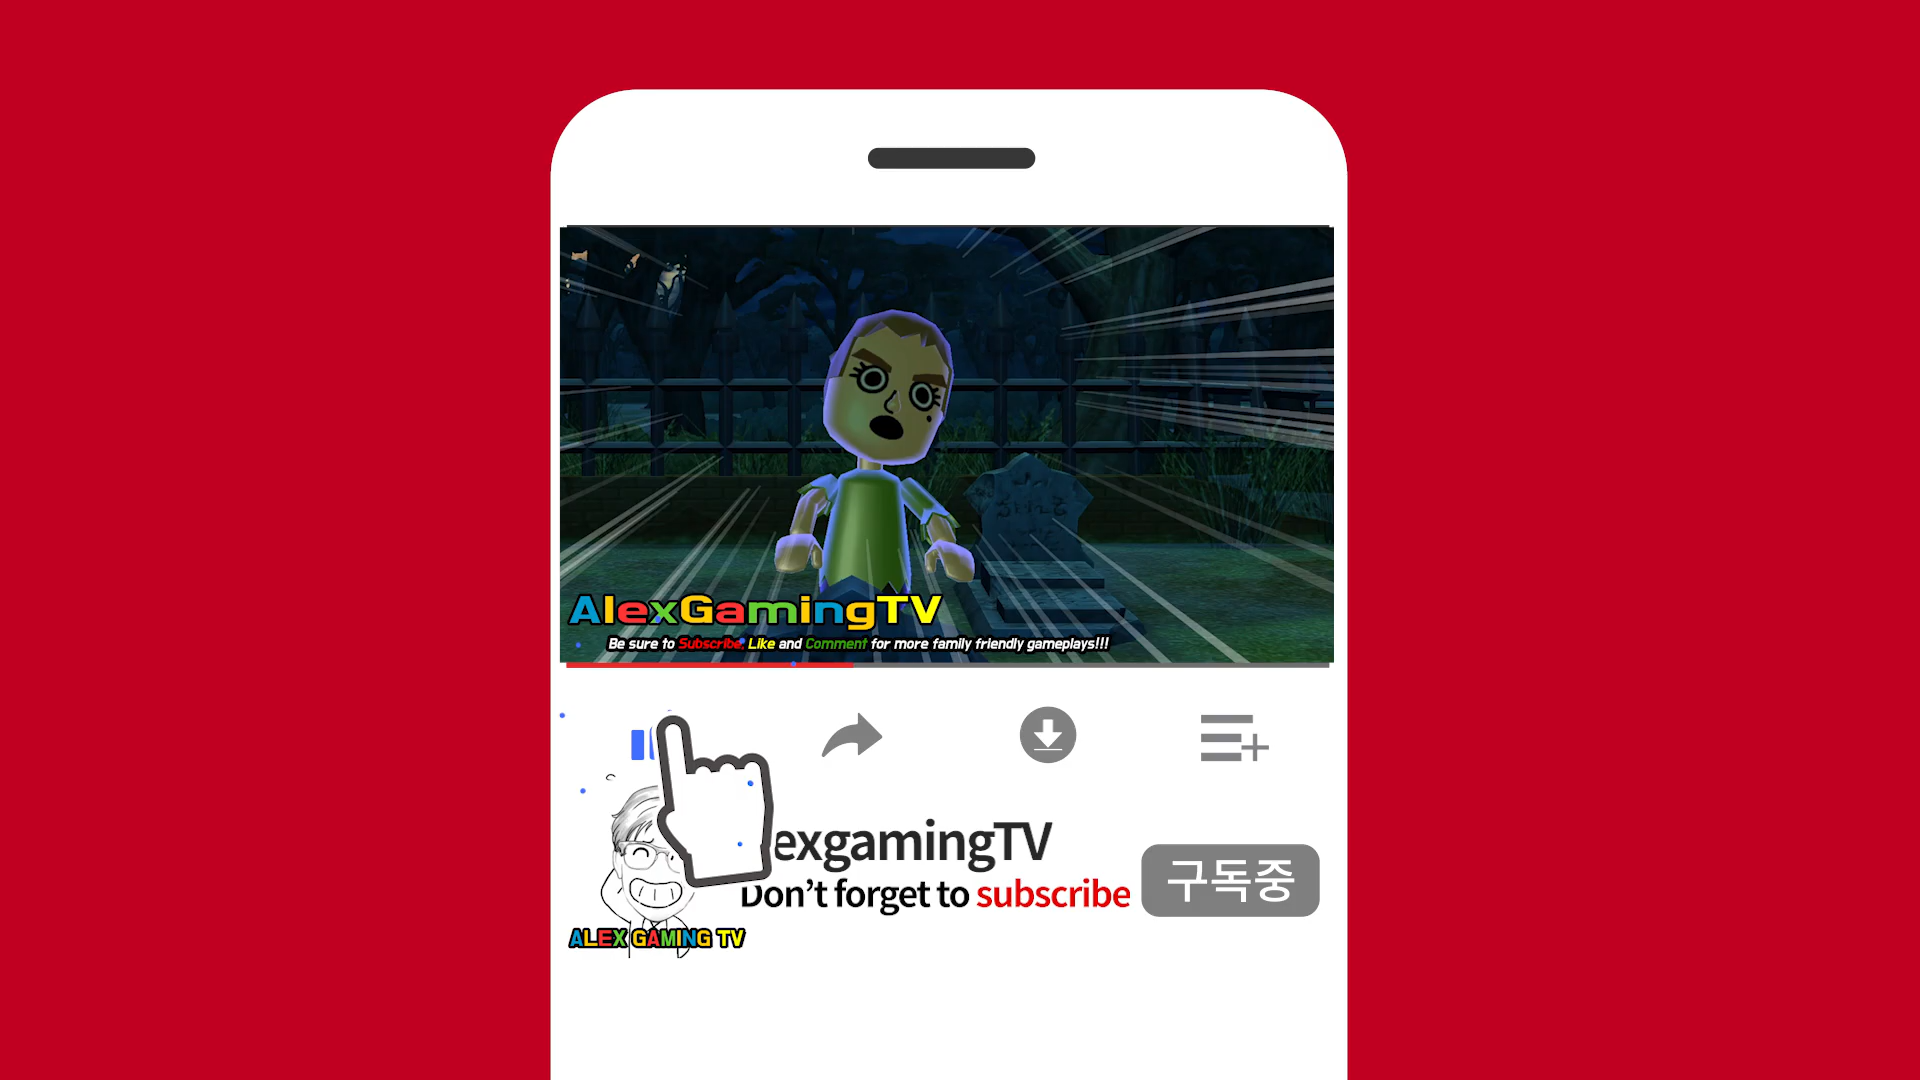 AlexGamingTV
Be sure to Subscribe, Like and Comment for more family friendly gameplays!!!
exgamingTV
Don't forget to subscribe
구독중
ALEX GAMING TV